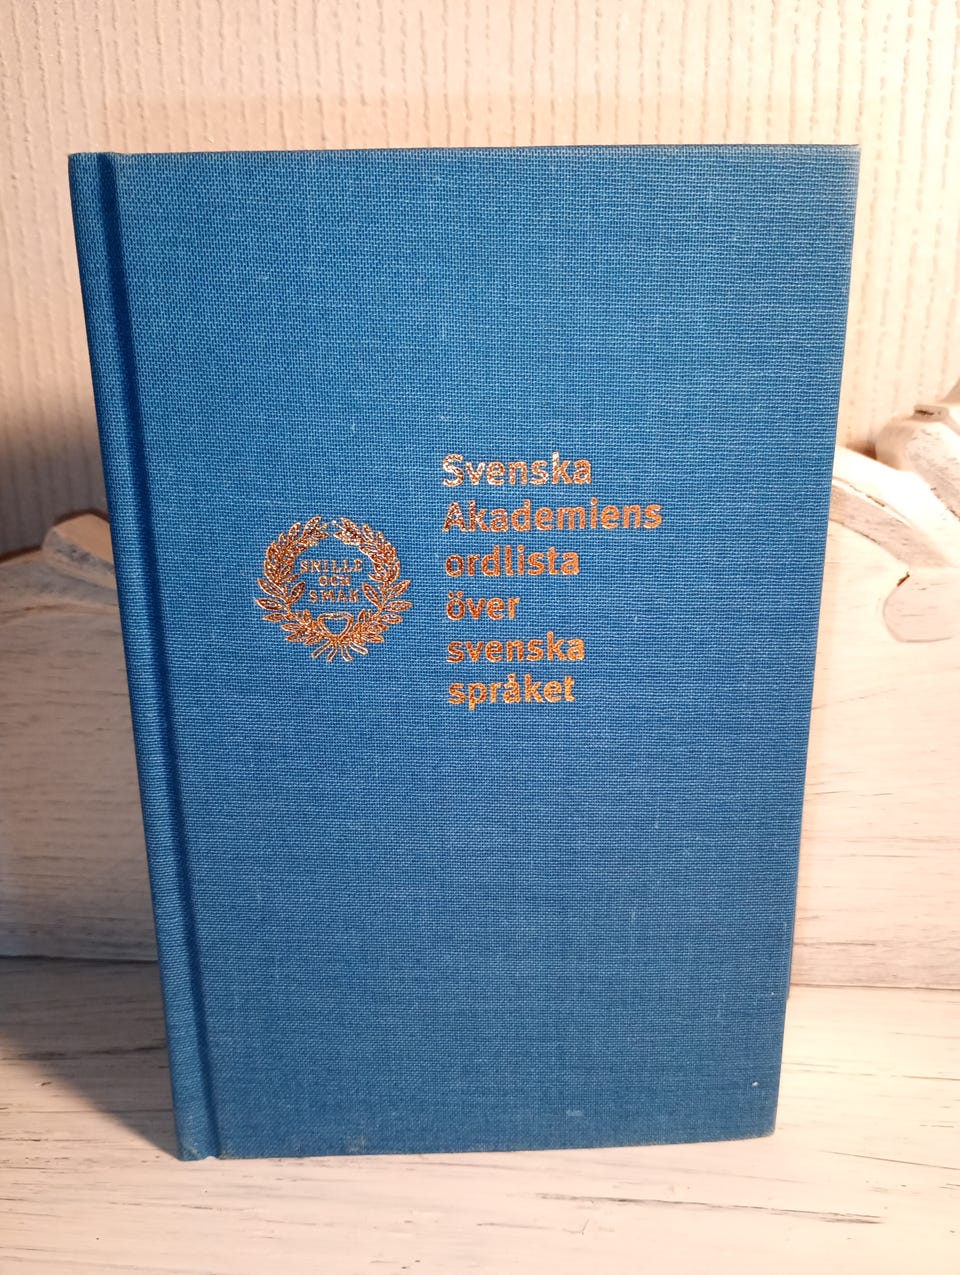 SNILLE
OCH
SMAK
Svenska
Akademiens
ordlista
över
svenska
språket